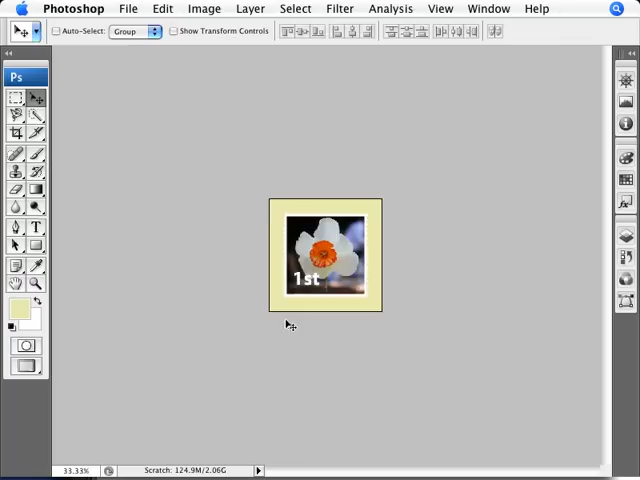 Photoshop File Edit Image Layer Select Filter Analysis View Window Help
Auto-Select: Group Show Transform Controls
Ps
T
1st
33.33% Scratch: 124.9M/2.06G